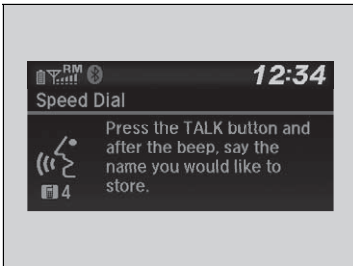 RM 12:34
Speed Dial
Press the TALK button and
after the beep, say the
name you would like to
store.
4